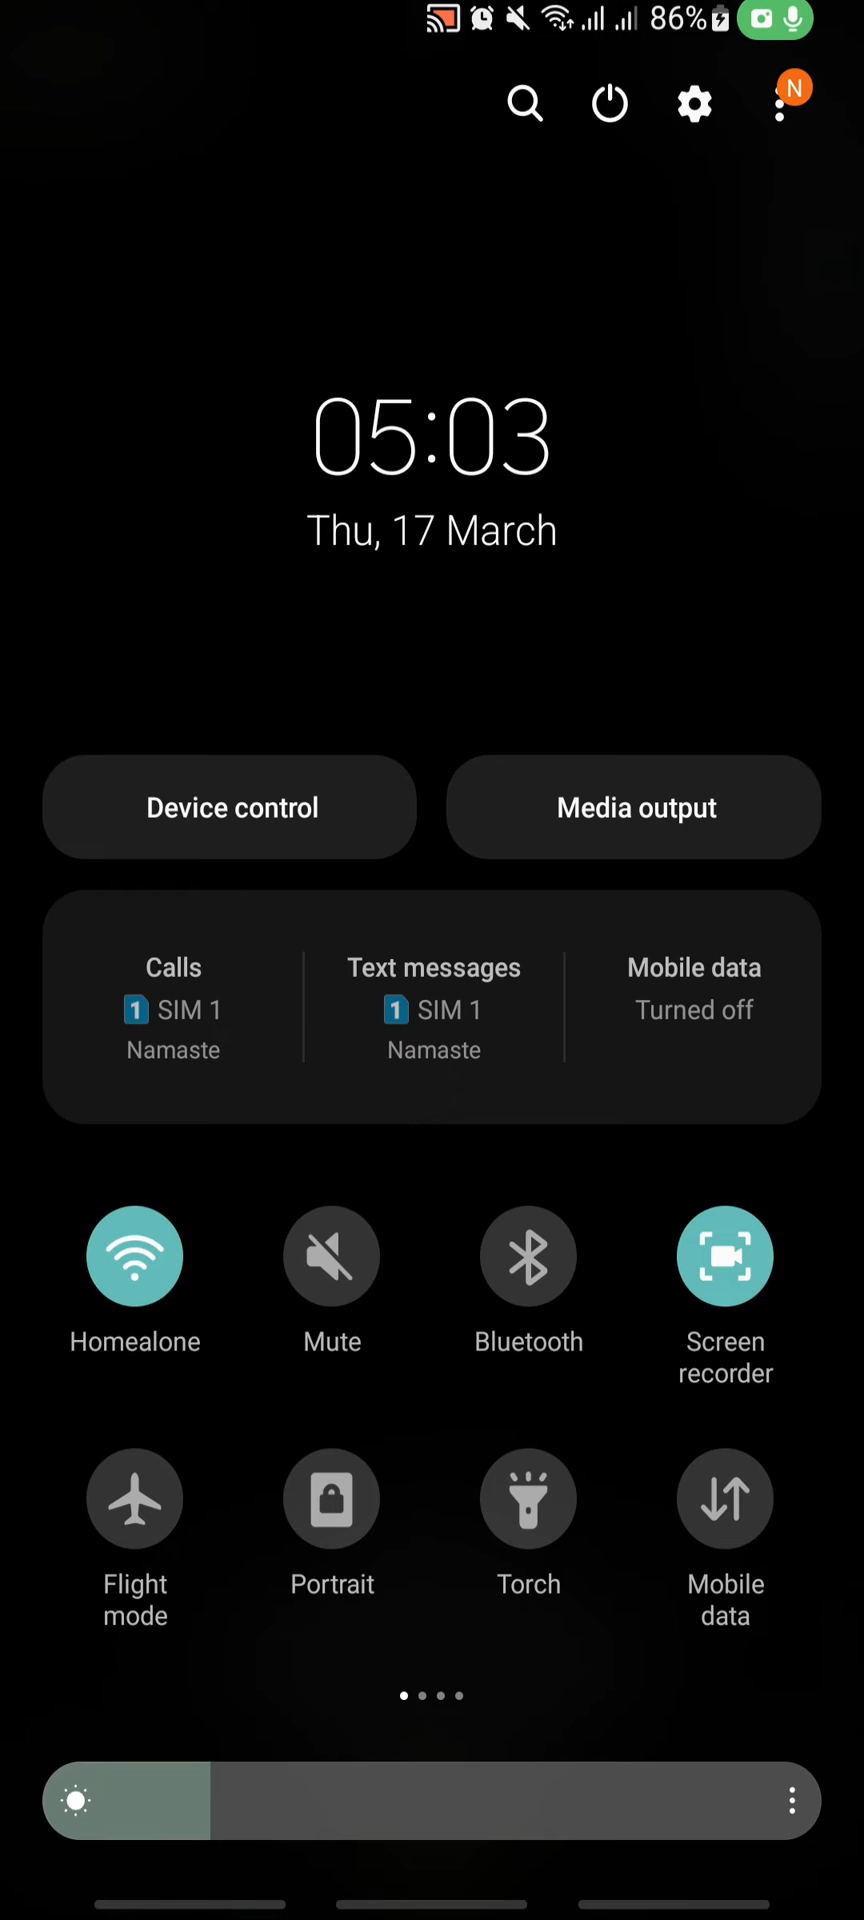 86%
N
05:03
Thu, 17 March
Device control Media output
Calls Text messages Mobile data
1 SIM 1 1 SIM 1 Turned off
Namaste Namaste
Homealone Mute Bluetooth Screen
recorder
Flight Portrait Torch Mobile
mode data